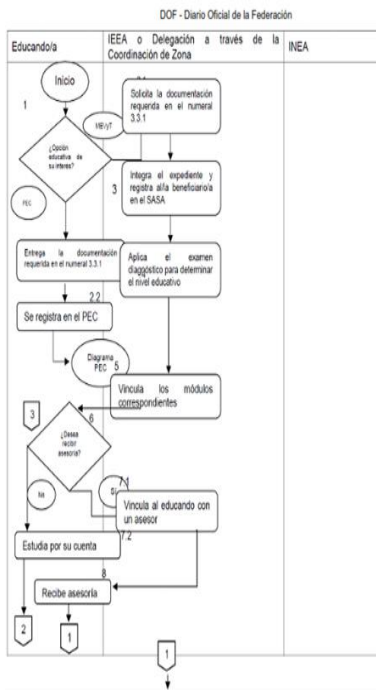 DOF - Diario Oficial de la Federación
Educando/a
IEEA o Delegación a través de la
Coordinación de Zona
INEA
Inicio
1
¿Opción
educativa de
su interés?
MEVyT
PEC
Solicita la documentación
requerida en el numeral
3.3.1
3
Integra el expediente y
registra al/la beneficiario/a
en el SASA
Entrega la documentación
requerida en el numeral 3.3.1
Aplica el examen
diagnóstico para determinar
el nivel educativo
2.2
Se registra en el PEC
Diagrama
PEC
5
Vincula los módulos
correspondientes
3
6
¿Desea
recibir
asesoría?
No
Sí
7.1
Vincula al educando con
un asesor
7.2
Estudia por su cuenta
8
Recibe asesoría
2
1
1